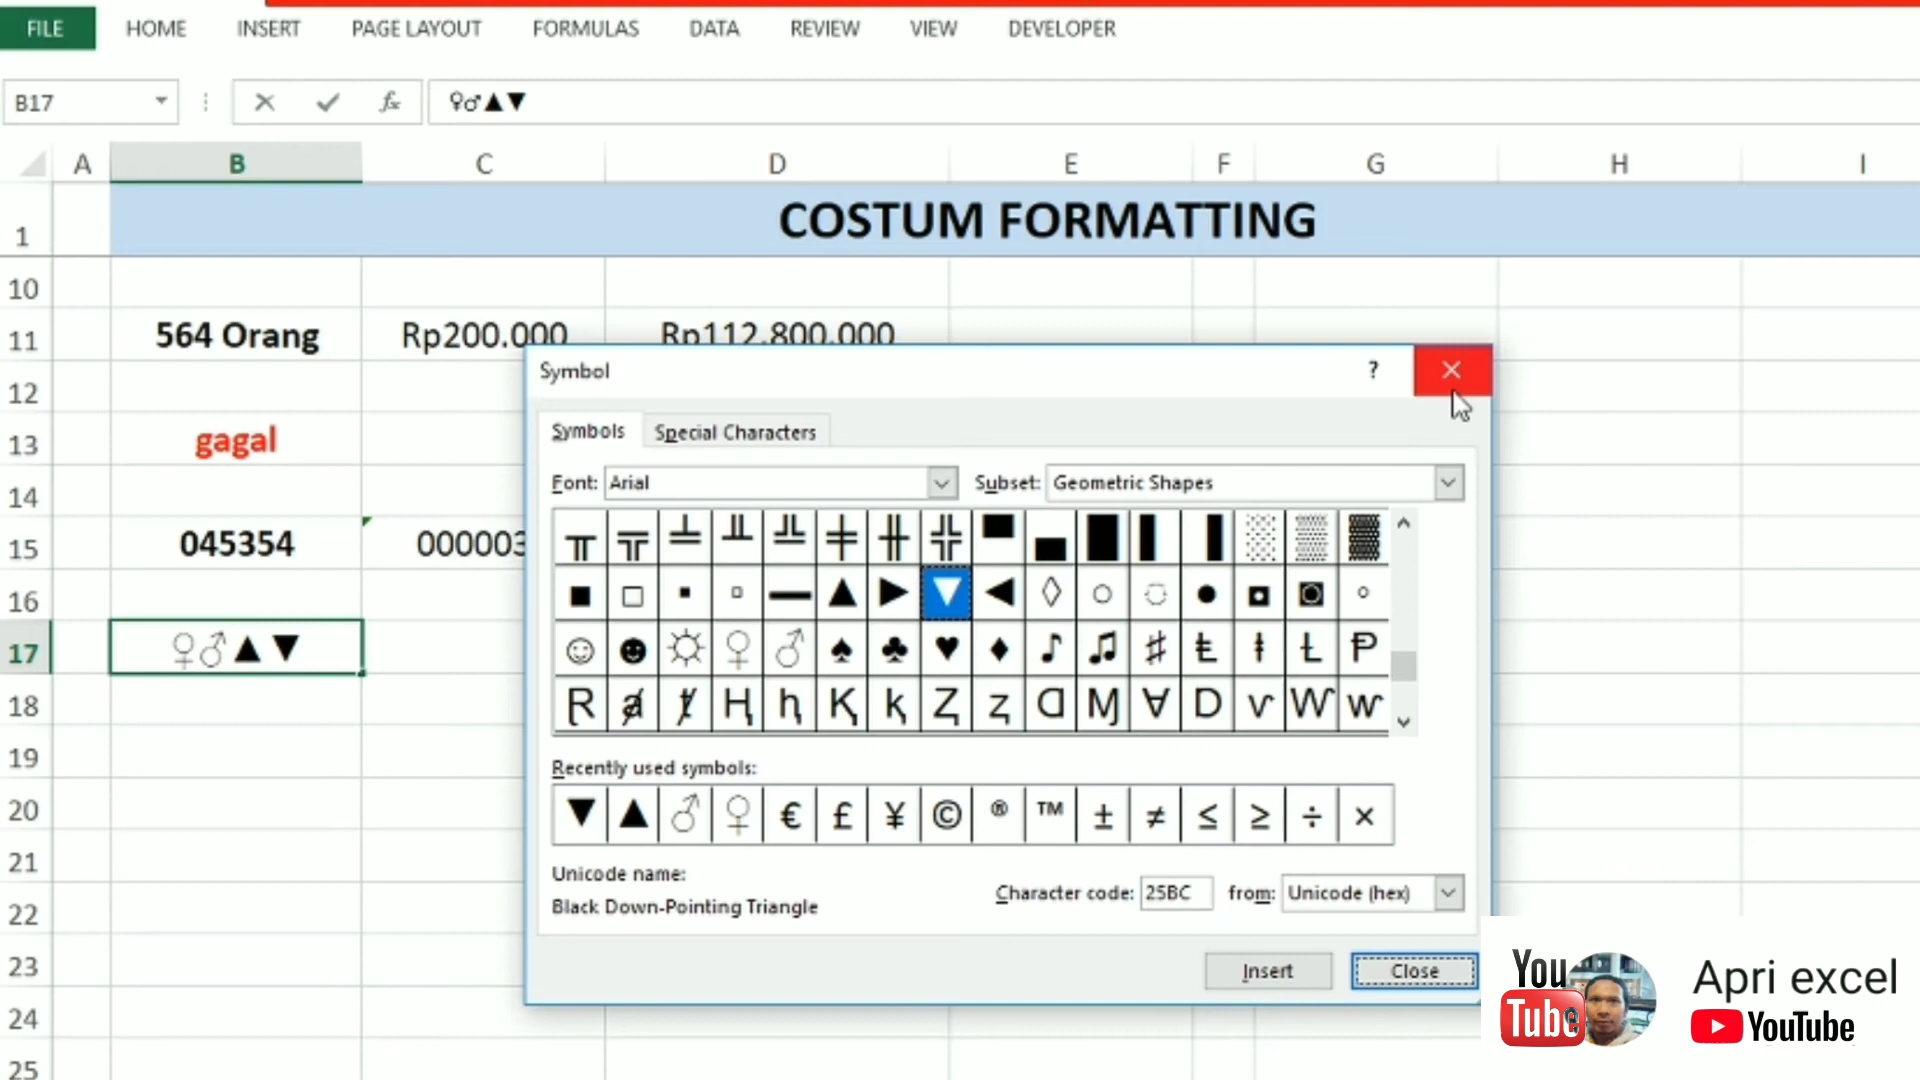 FILE HOME INSERT PAGE LAYOUT FORMULAS DATA REVIEW VIEW DEVELOPER
B17 fx ♀♂▲▼
A B C D E F G H I
1 COSTUM FORMATTING
10
11 564 Orang Rp200.000 Rp112.800.000
12
13 gagal
14
15 045354 000003
16
17 ♀♂▲▼
18
19
20
21
22
23
24
25
Symbol ?
Symbols Special Characters
Font: Arial Subset: Geometric Shapes
╥ ╦ ╧ ╨ ╩ ╪ ╫ ╬ ▀ ▄ █ ▌ ▐ ░ ▒ ▓
■ □ ▪ ▫ ▬ ▲ ► ▼ ◄ ◊ ○ ◌ ● ◘ ◙ ◦
☺ ☻ ☼ ♀ ♂ ♠ ♣ ♥ ♦ ♪ ♫ ♯ Ⱡ ⱡ Ɫ Ᵽ
Ɽ ⱥ ⱦ Ⱨ ⱨ Ⱪ ⱪ Ⱬ ⱬ Ɑ Ɱ Ɐ Ɒ ⱱ Ⱳ ⱳ
Recently used symbols:
▼ ▲ ♂ ♀ € £ ¥ © ® ™ ± ≠ ≤ ≥ ÷ ×
Unicode name:
Black Down-Pointing Triangle
Character code: 25BC from: Unicode (hex)
Insert Close
You
Tube
Apri excel
YouTube